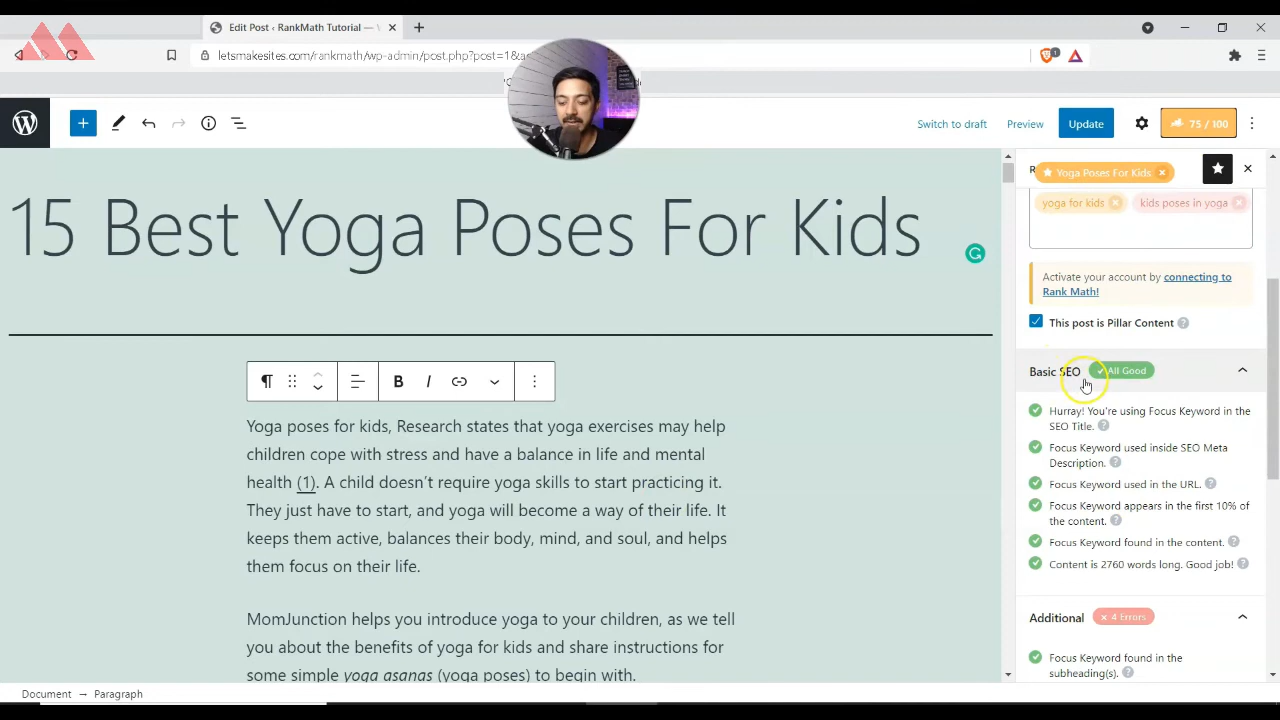 Edit Post ‹ RankMath Tutorial —
letsmakesites.com/rankmath/wp-admin/post.php?post=1&a
1
Switch to draft
Preview
Update
75 / 100
Yoga Poses For Kids
yoga for kids
kids poses in yoga
15 Best Yoga Poses For Kids
Activate your account by connecting to
Rank Math!
This post is Pillar Content
Basic SEO
All Good
Hurray! You're using Focus Keyword in the
SEO Title.
Focus Keyword used inside SEO Meta
Description.
Focus Keyword used in the URL.
Focus Keyword appears in the first 10% of
the content.
Focus Keyword found in the content.
Content is 2760 words long. Good job!
Additional
4 Errors
Focus Keyword found in the
subheading(s).
B I
Yoga poses for kids, Research states that yoga exercises may help
children cope with stress and have a balance in life and mental
health (1). A child doesn't require yoga skills to start practicing it.
They just have to start, and yoga will become a way of their life. It
keeps them active, balances their body, mind, and soul, and helps
them focus on their life.
MomJunction helps you introduce yoga to your children, as we tell
you about the benefits of yoga for kids and share instructions for
some simple yoga asanas (yoga poses) to begin with.
Document → Paragraph